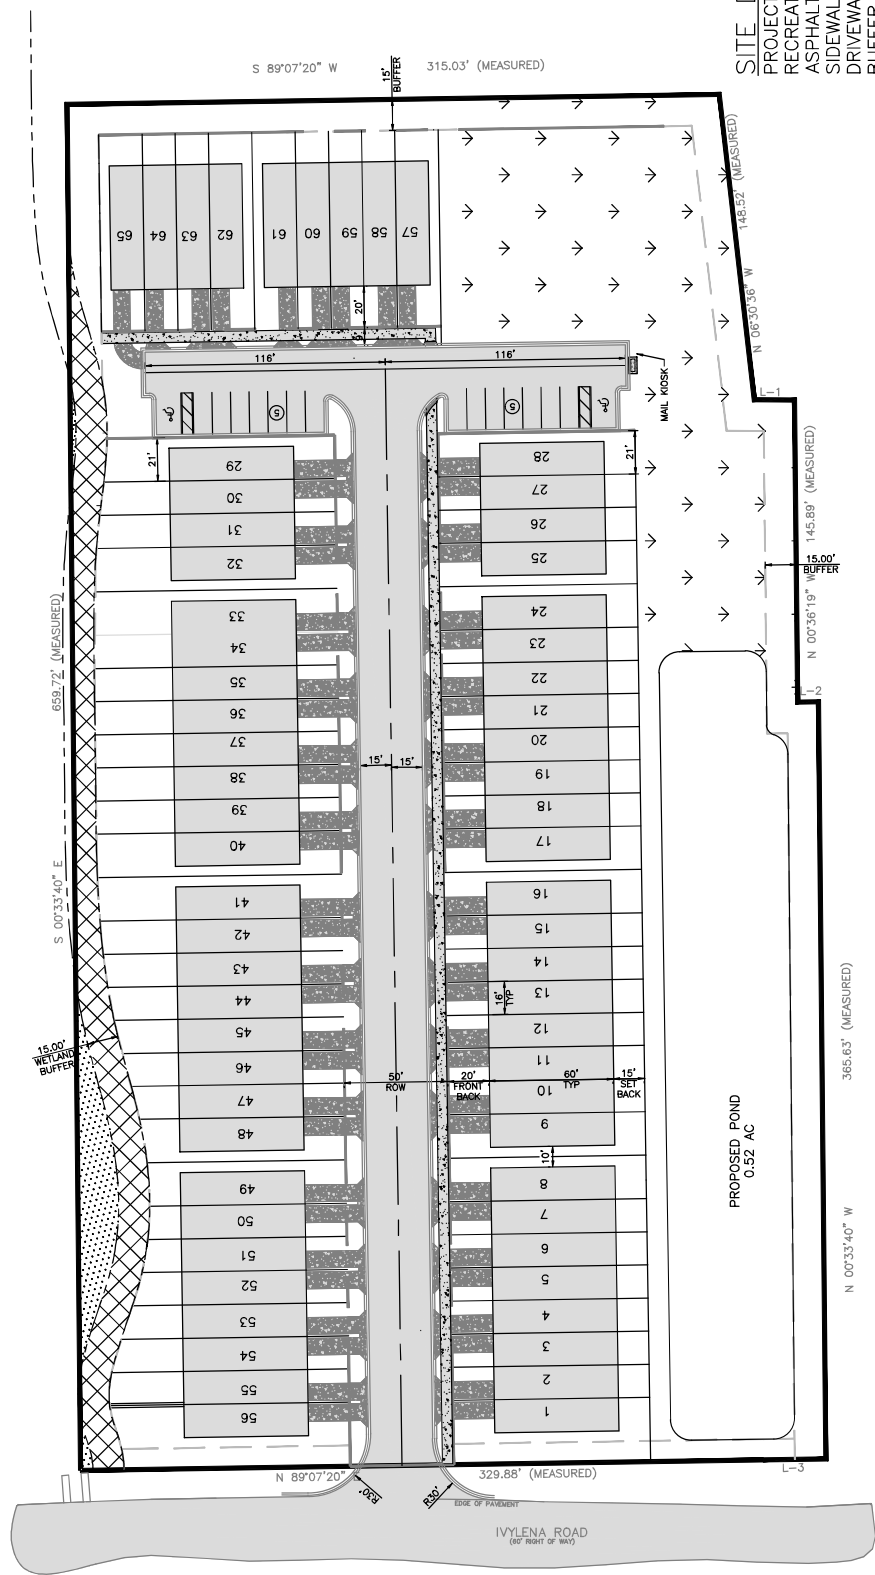 SITE
PROJECT
RECREAT
ASPHALT
SIDEWAL
DRIVEWA
BUFFER
S 89°07'20" W
315.03' (MEASURED)
15'
BUFFER
148.52' (MEASURED)
N 06°30'36" W
65
64
63
62
61
60
59
58
57
20'
9'
116'
116'
MAIL KIOSK
5
5
L-1
21'
21'
29
30
31
32
28
27
26
25
145.89' (MEASURED)
N 00°36'19" W
15.00'
BUFFER
659.72' (MEASURED)
S 00°33'40" E
33
34
35
36
37
38
39
40
24
23
22
21
20
19
18
17
L-2
15'
15'
41
42
43
44
45
46
47
48
16
15
14
13
12
11
10
9
16'
TYP
15.00'
WETLAND
BUFFER
50'
ROW
20'
FRONT
BACK
60'
TYP
15'
SET
BACK
10'
365.63' (MEASURED)
N 00°33'40" W
PROPOSED POND
0.52 AC
49
50
51
52
53
54
55
56
8
7
6
5
4
3
2
1
N 89°07'20"
329.88' (MEASURED)
L-3
R30'
R30'
EDGE OF PAVEMENT
IVYLENA ROAD
(60' RIGHT OF WAY)